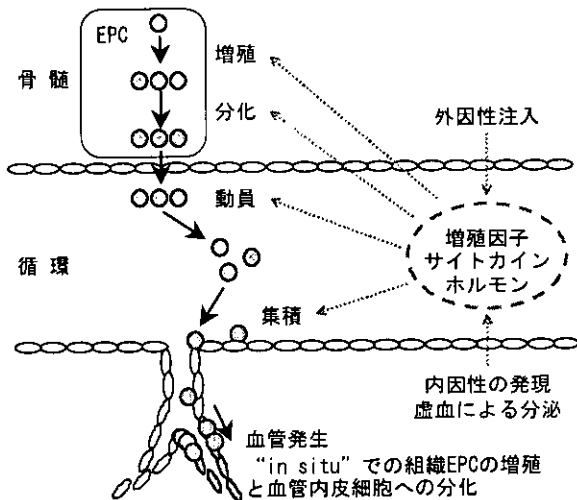 EPC
増殖
骨髄
分化
外因性注入
動員
増殖因子
サイトカイン
ホルモン
循環
集積
内因性の発現
虚血による分泌
血管発生
“in situ”での組織EPCの増殖
と血管内皮細胞への分化